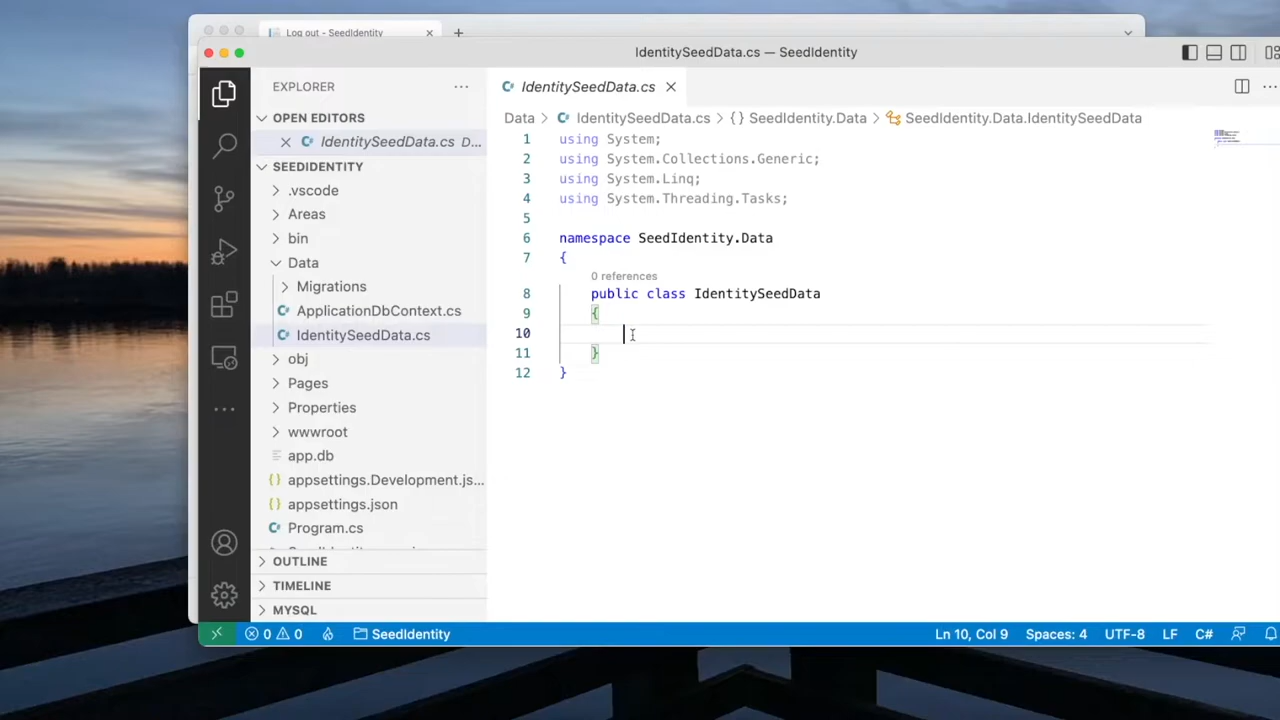 Log out - SeedIdentity
IdentitySeedData.cs — SeedIdentity
EXPLORER
IdentitySeedData.cs
OPEN EDITORS
Data > IdentitySeedData.cs > {} SeedIdentity.Data > SeedIdentity.Data.IdentitySeedData
IdentitySeedData.cs D...
SEEDIDENTITY
.vscode
Areas
bin
Data
Migrations
ApplicationDbContext.cs
IdentitySeedData.cs
obj
Pages
Properties
wwwroot
app.db
appsettings.Development.js...
appsettings.json
Program.cs
OUTLINE
TIMELINE
MYSQL
1 using System;
2 using System.Collections.Generic;
3 using System.Linq;
4 using System.Threading.Tasks;
5
6 namespace SeedIdentity.Data
7 {
0 references
8 public class IdentitySeedData
9 {
10
11 }
12 }
0 0 SeedIdentity Ln 10, Col 9 Spaces: 4 UTF-8 LF C#